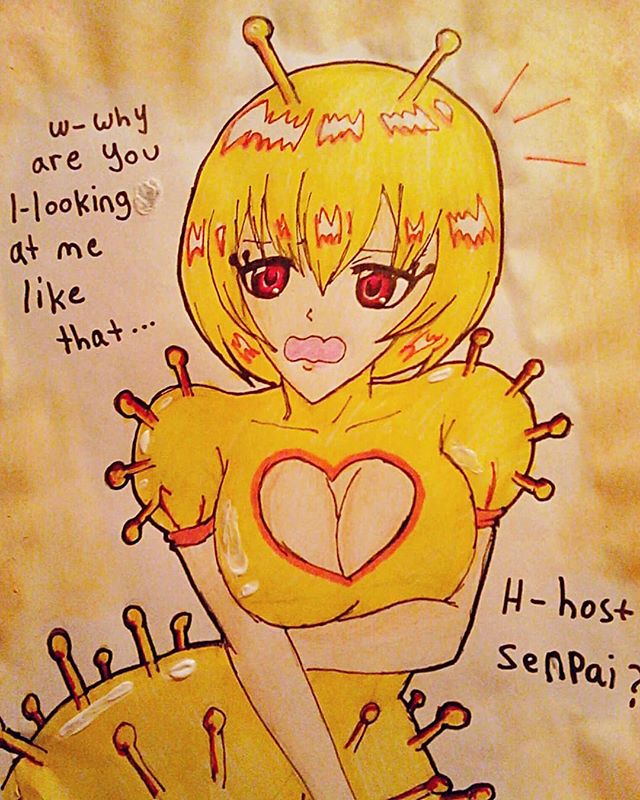 w-why
are you
l-looking
at me
like
that...
H-host
senpai?